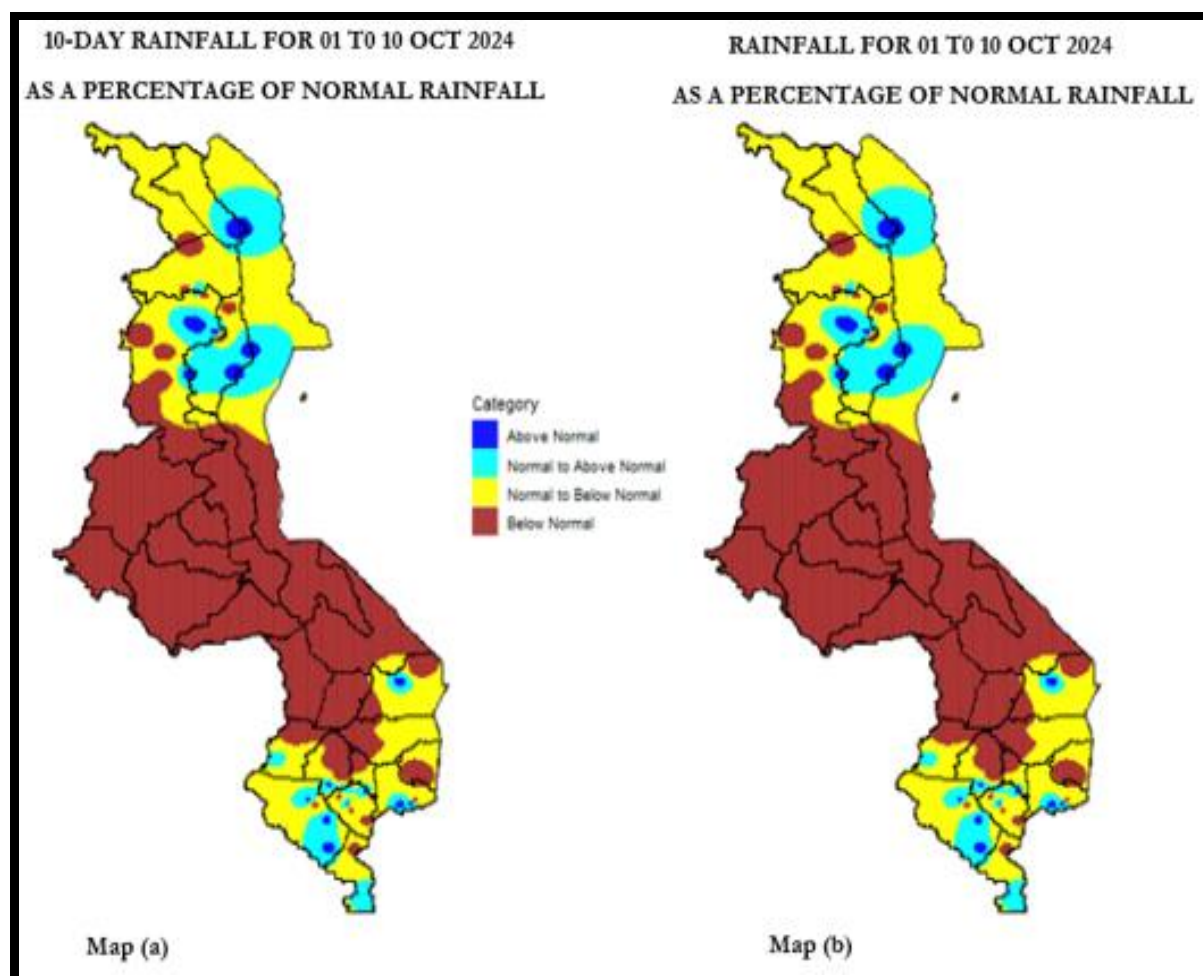 10-DAY RAINFALL FOR 01 T0 10 OCT 2024
AS A PERCENTAGE OF NORMAL RAINFALL
RAINFALL FOR 01 T0 10 OCT 2024
AS A PERCENTAGE OF NORMAL RAINFALL
Category
Above Normal
Normal to Above Normal
Normal to Below Normal
Below Normal
Map (a)
Map (b)